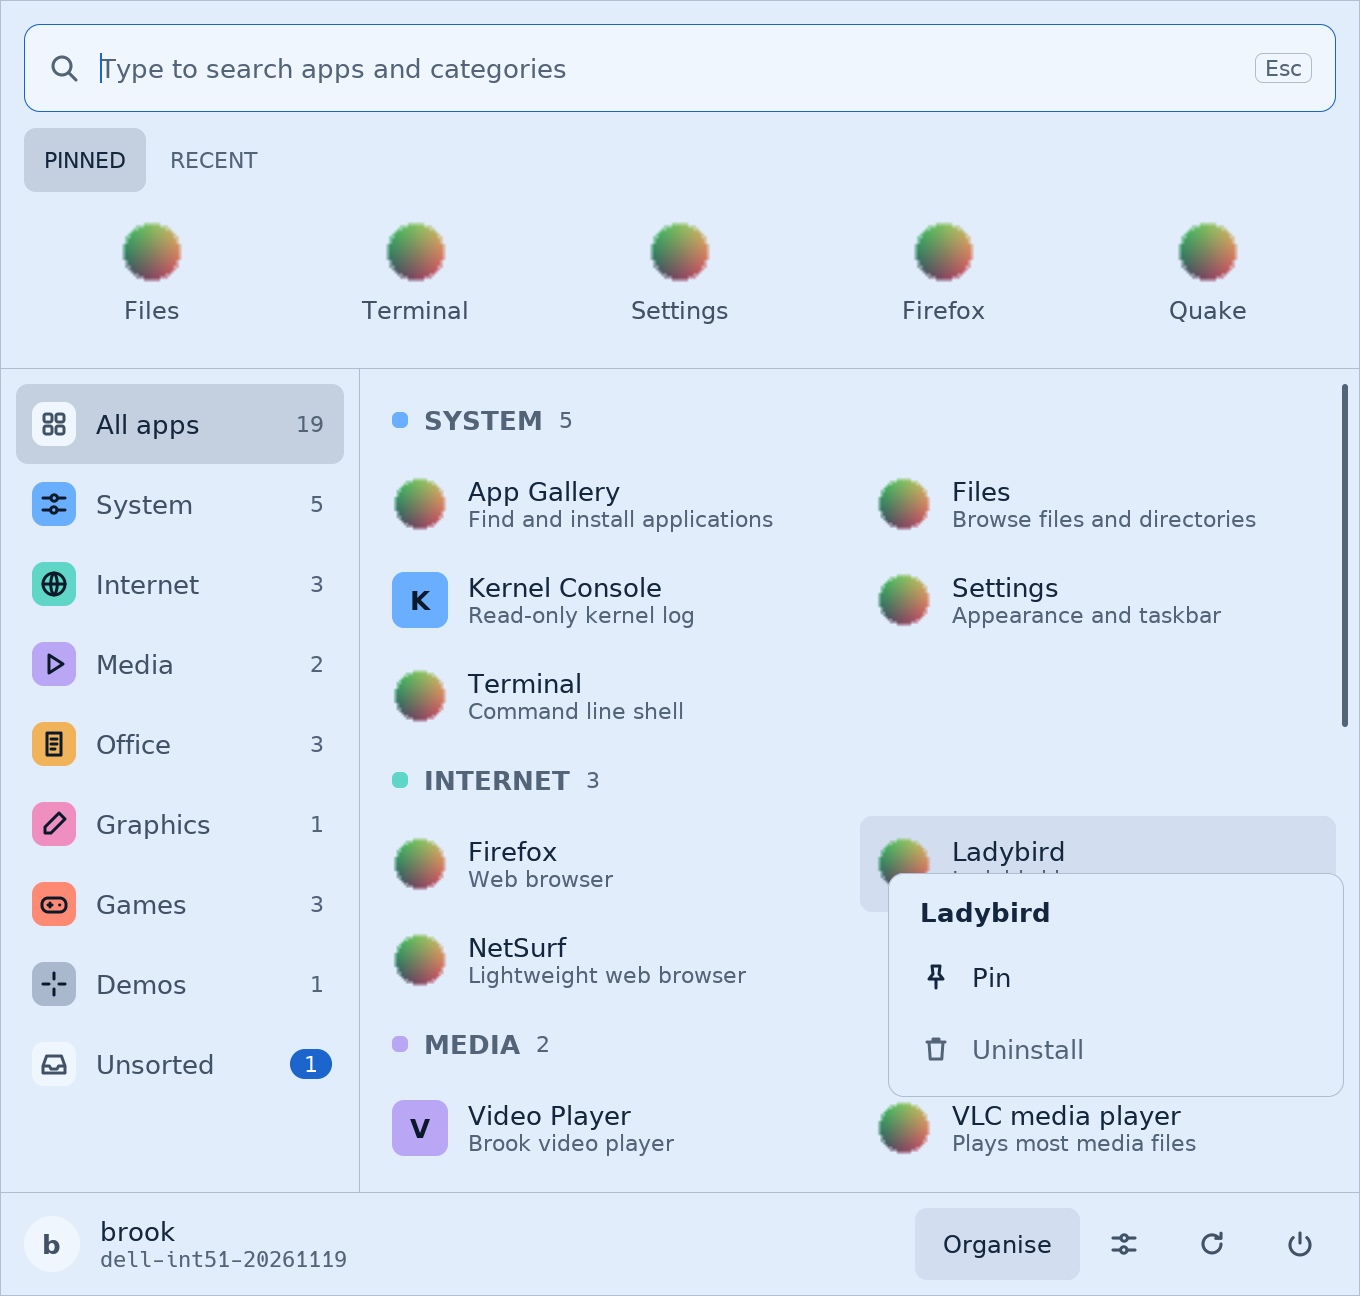 Type to search apps and categories
Esc
PINNED
RECENT
Files
Terminal
Settings
Firefox
Quake
All apps 19
System 5
Internet 3
Media 2
Office 3
Graphics 1
Games 3
Demos 1
Unsorted 1
SYSTEM 5
App Gallery
Find and install applications
Files
Browse files and directories
K
Kernel Console
Read-only kernel log
Settings
Appearance and taskbar
Terminal
Command line shell
INTERNET 3
Firefox
Web browser
Ladybird
NetSurf
Lightweight web browser
Ladybird
Pin
Uninstall
MEDIA 2
V
Video Player
Brook video player
VLC media player
Plays most media files
b
brook
dell-int51-20261119
Organise